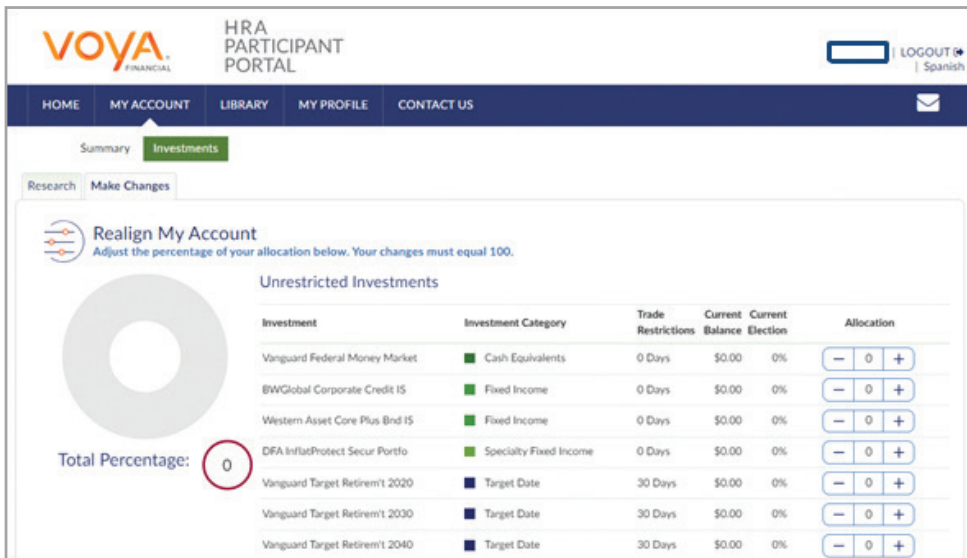 VOYA
FINANCIAL
HRA
PARTICIPANT
PORTAL
| LOGOUT
| Spanish
HOME MY ACCOUNT LIBRARY MY PROFILE CONTACT US
Summary Investments
Research Make Changes
Realign My Account
Adjust the percentage of your allocation below. Your changes must equal 100.
Unrestricted Investments
Investment Investment Category Trade Restrictions Current Balance Current Election Allocation
Vanguard Federal Money Market Cash Equivalents 0 Days $0.00 0% − 0 +
BWGlobal Corporate Credit IS Fixed Income 0 Days $0.00 0% − 0 +
Western Asset Core Plus Bnd IS Fixed Income 0 Days $0.00 0% − 0 +
DFA InflatProtect Secur Portfo Specialty Fixed Income 0 Days $0.00 0% − 0 +
Vanguard Target Retirem't 2020 Target Date 30 Days $0.00 0% − 0 +
Vanguard Target Retirem't 2030 Target Date 30 Days $0.00 0% − 0 +
Vanguard Target Retirem't 2040 Target Date 30 Days $0.00 0% − 0 +
Total Percentage: 0